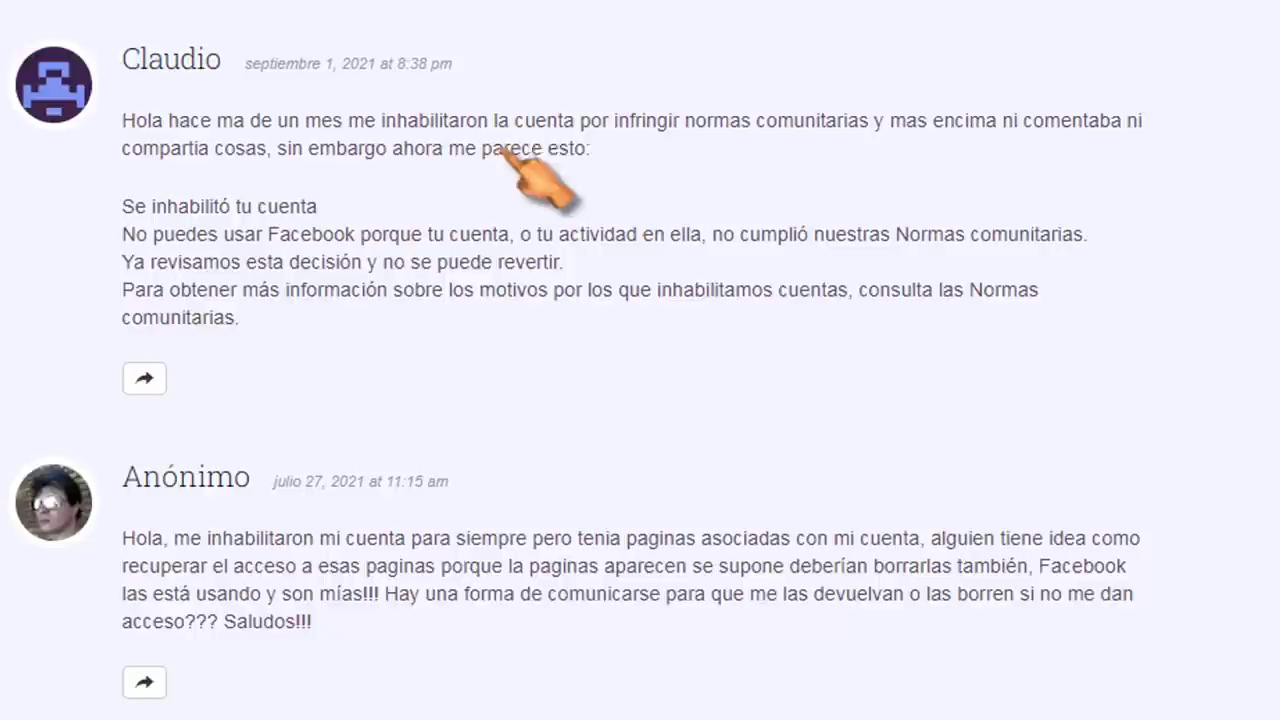 Claudio septiembre 1, 2021 at 8:38 pm
Hola hace ma de un mes me inhabilitaron la cuenta por infringir normas comunitarias y mas encima ni comentaba ni
compartia cosas, sin embargo ahora me parece esto:
Se inhabilitó tu cuenta
No puedes usar Facebook porque tu cuenta, o tu actividad en ella, no cumplió nuestras Normas comunitarias.
Ya revisamos esta decisión y no se puede revertir.
Para obtener más información sobre los motivos por los que inhabilitamos cuentas, consulta las Normas
comunitarias.
Anónimo julio 27, 2021 at 11:15 am
Hola, me inhabilitaron mi cuenta para siempre pero tenia paginas asociadas con mi cuenta, alguien tiene idea como
recuperar el acceso a esas paginas porque la paginas aparecen se supone deberían borrarlas también, Facebook
las está usando y son mías!!! Hay una forma de comunicarse para que me las devuelvan o las borren si no me dan
acceso??? Saludos!!!